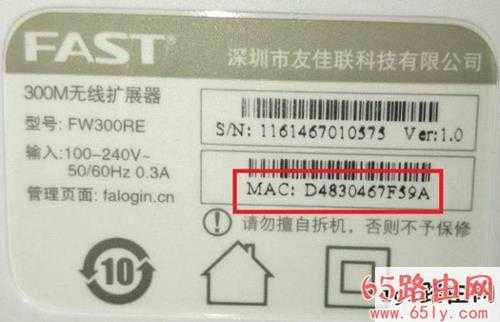 FAST®
深圳市友佳联科技有限公司
300M无线扩展器
型号: FW300RE
输入: 100-240V~
50/60Hz 0.3A
管理页面: falogin.cn
S/N: 1161467010575 Ver:1.0
MAC: D4830467F59A
请勿擅自拆机，否则不予保修
10
65路由网
www.65ly.com